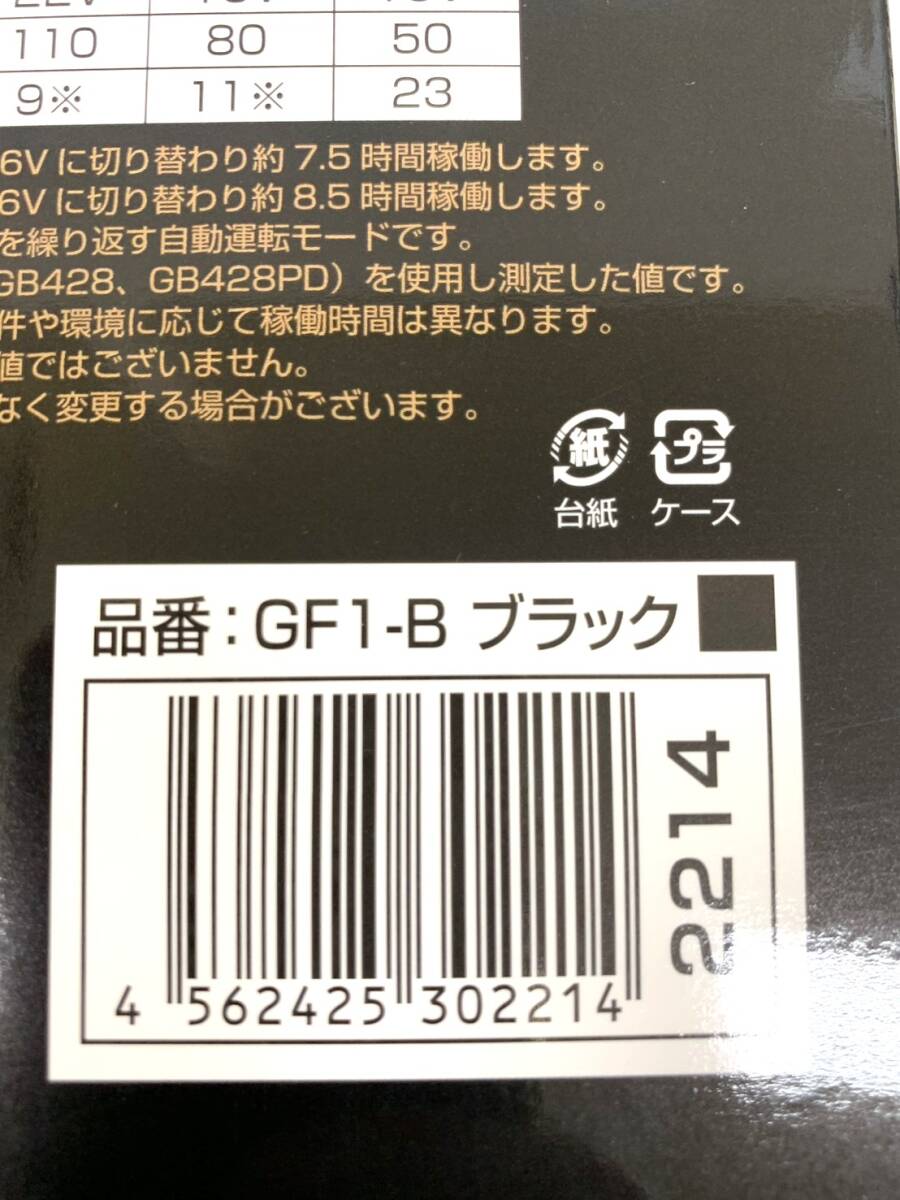 110 80 50
9※ 11※ 23
6Vに切り替わり約7.5時間稼働します。
6Vに切り替わり約8.5時間稼働します。
を繰り返す自動運転モードです。
GB428、GB428PD）を使用し測定した値です。
件や環境に応じて稼働時間は異なります。
値ではございません。
なく変更する場合がございます。
紙 プラ
台紙 ケース
品番：GF1-B ブラック
2214
4 562425 302214